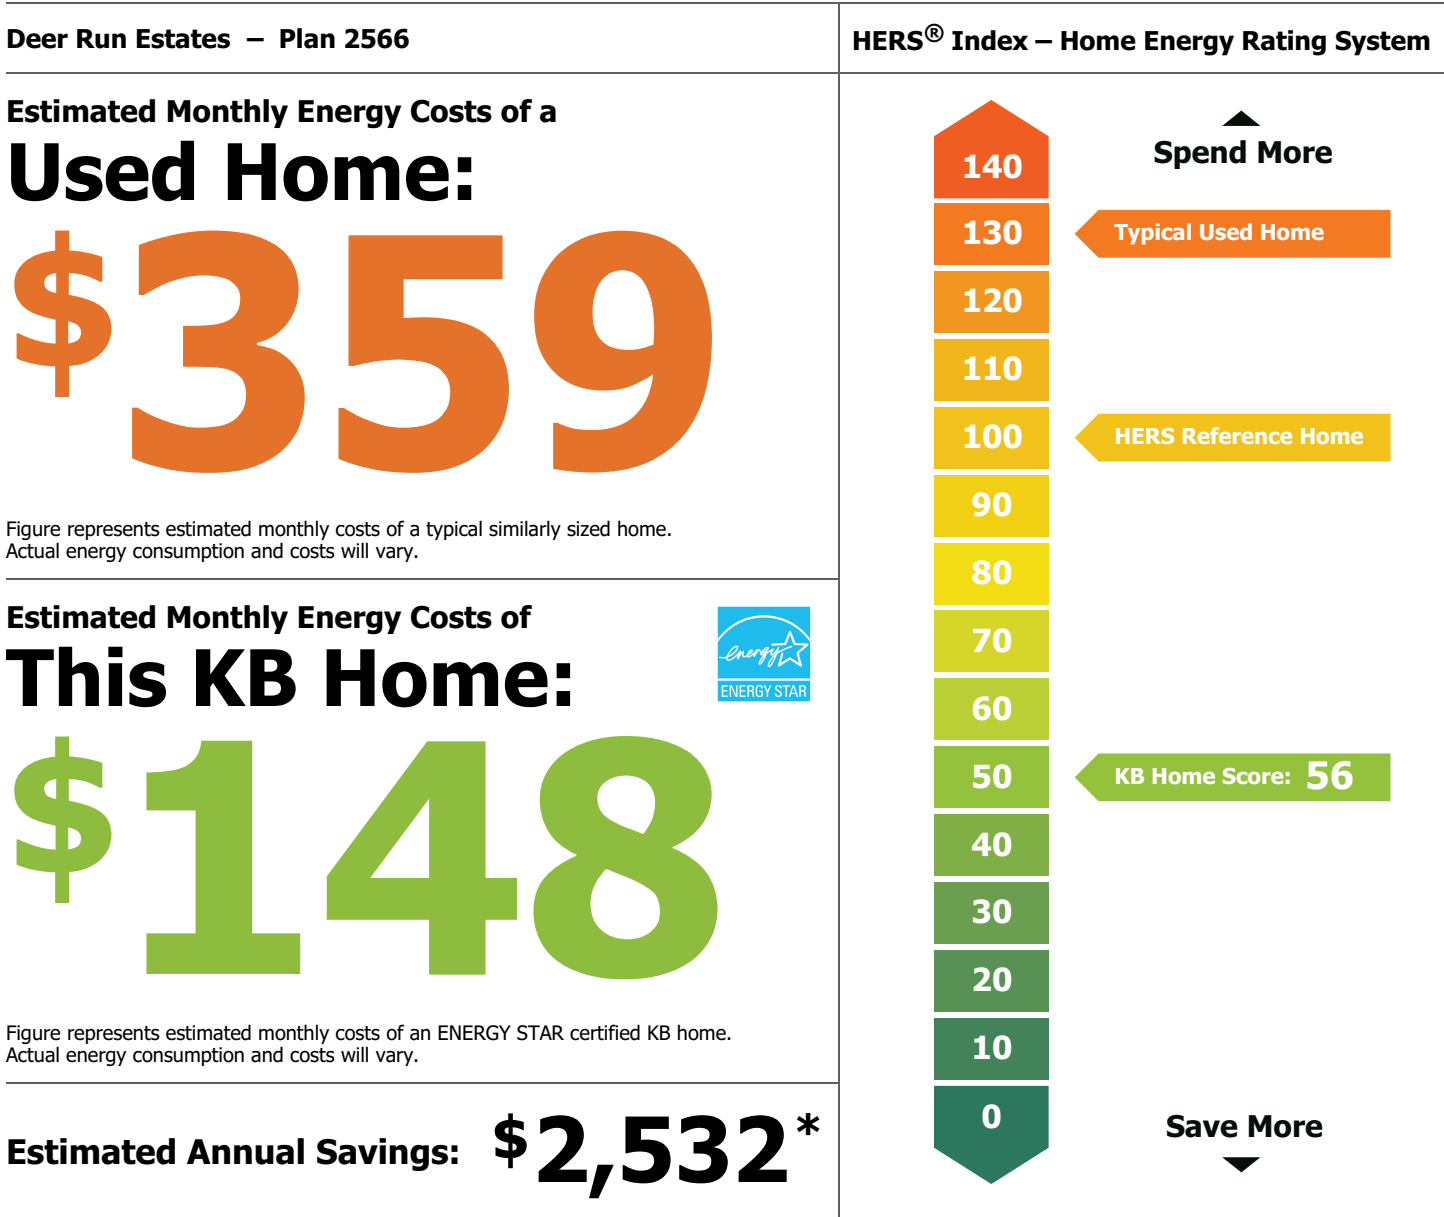 Deer Run Estates – Plan 2566
Estimated Monthly Energy Costs of a
Used Home:
$359
Figure represents estimated monthly costs of a typical similarly sized home.
Actual energy consumption and costs will vary.
Estimated Monthly Energy Costs of
This KB Home:
energy
ENERGY STAR
$148
Figure represents estimated monthly costs of an ENERGY STAR certified KB home.
Actual energy consumption and costs will vary.
Estimated Annual Savings: $2,532*
HERS® Index – Home Energy Rating System
Spend More
140
130 Typical Used Home
120
110
100 HERS Reference Home
90
80
70
60
50 KB Home Score: 56
40
30
20
10
0
Save More